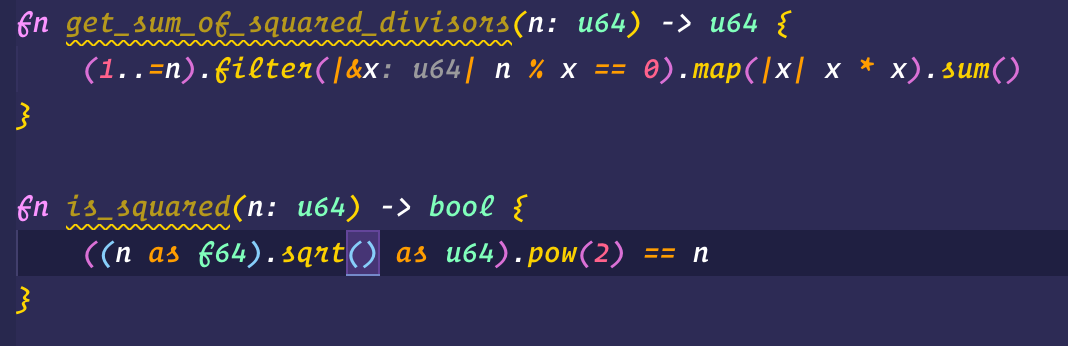 fn get_sum_of_squared_divisors(n: u64) -> u64 {
(1..=n).filter(|&x: u64| n % x == 0).map(|x| x * x).sum()
}
fn is_squared(n: u64) -> bool {
((n as f64).sqrt() as u64).pow(2) == n
}